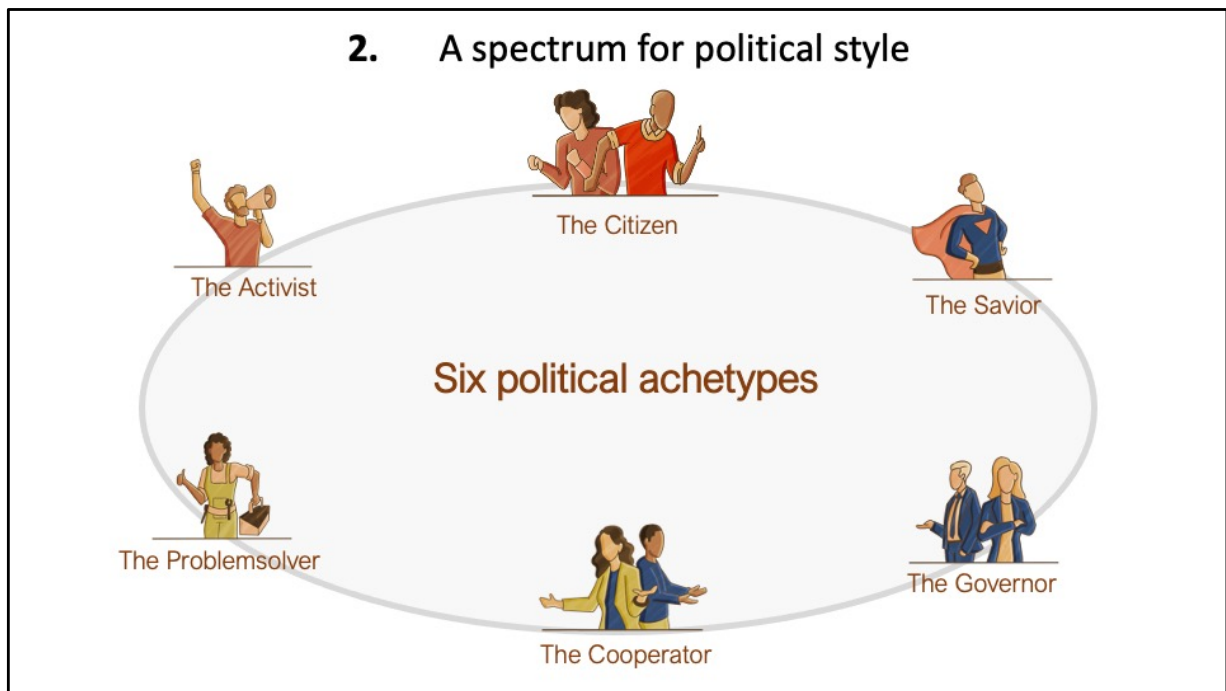 2. A spectrum for political style
The Citizen
The Activist
The Savior
Six political achetypes
The Problemsolver
The Governor
The Cooperator